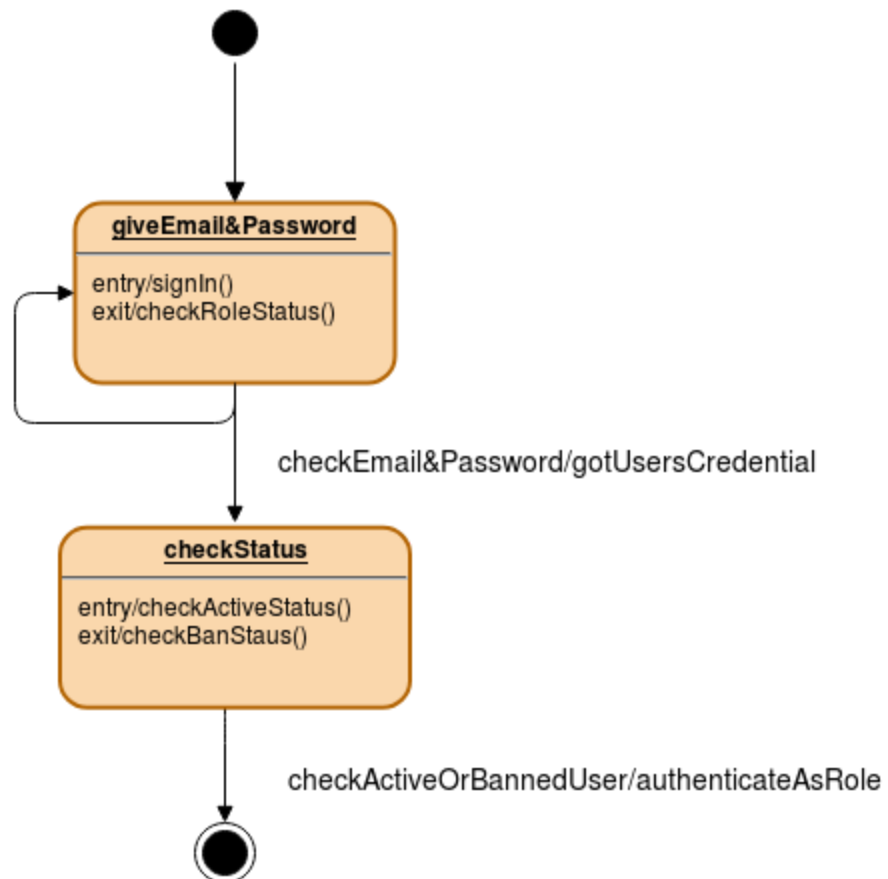 giveEmail&Password
entry/signIn()
exit/checkRoleStatus()
checkEmail&Password/gotUsersCredential
checkStatus
entry/checkActiveStatus()
exit/checkBanStaus()
checkActiveOrBannedUser/authenticateAsRole